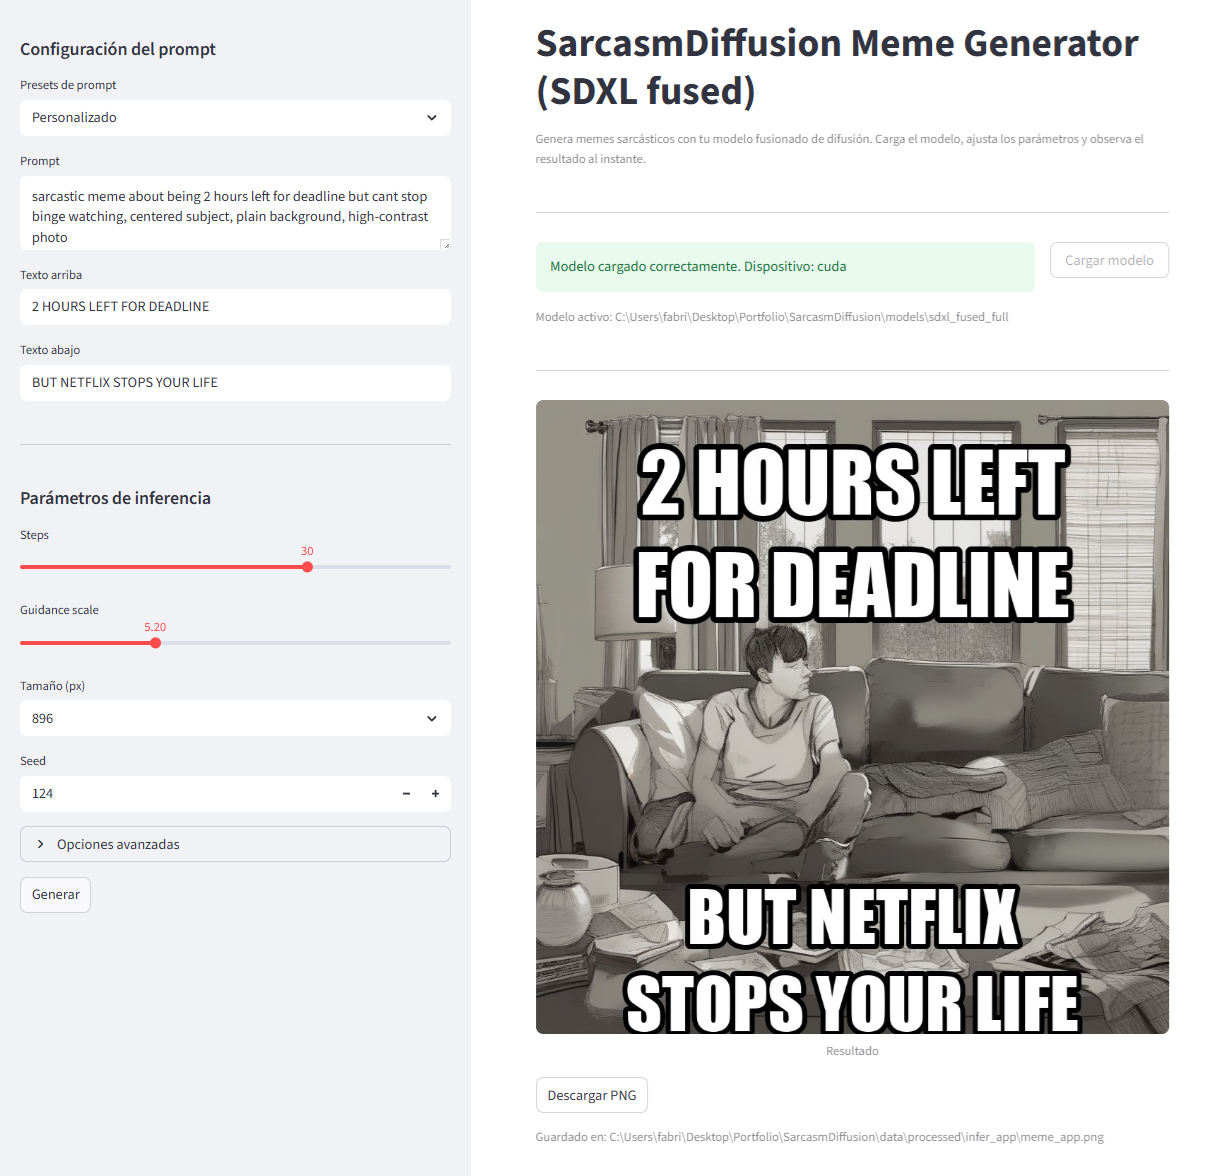 Configuración del prompt
Presets de prompt
Personalizado
Prompt
sarcastic meme about being 2 hours left for deadline but cant stop
binge watching, centered subject, plain background, high-contrast
photo
Texto arriba
2 HOURS LEFT FOR DEADLINE
Texto abajo
BUT NETFLIX STOPS YOUR LIFE
Parámetros de inferencia
Steps
30
Guidance scale
5.20
Tamaño (px)
896
Seed
124
Opciones avanzadas
Generar
SarcasmDiffusion Meme Generator
(SDXL fused)
Genera memes sarcásticos con tu modelo fusionado de difusión. Carga el modelo, ajusta los parámetros y observa el
resultado al instante.
Modelo cargado correctamente. Dispositivo: cuda
Cargar modelo
Modelo activo: C:\Users\fabri\Desktop\Portfolio\SarcasmDiffusion\models\sdxl_fused_full
2 HOURS LEFT
FOR DEADLINE
BUT NETFLIX
STOPS YOUR LIFE
Resultado
Descargar PNG
Guardado en: C:\Users\fabri\Desktop\Portfolio\SarcasmDiffusion\data\processed\infer_app\meme_app.png